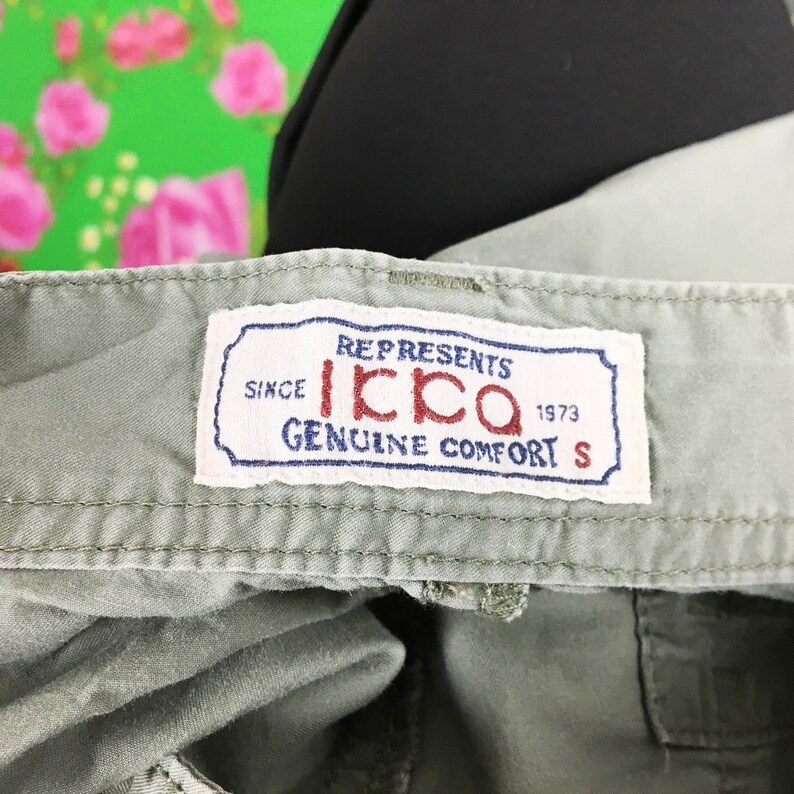 REPRESENTS
SINCE ikka 1973
GENUINE COMFORT S